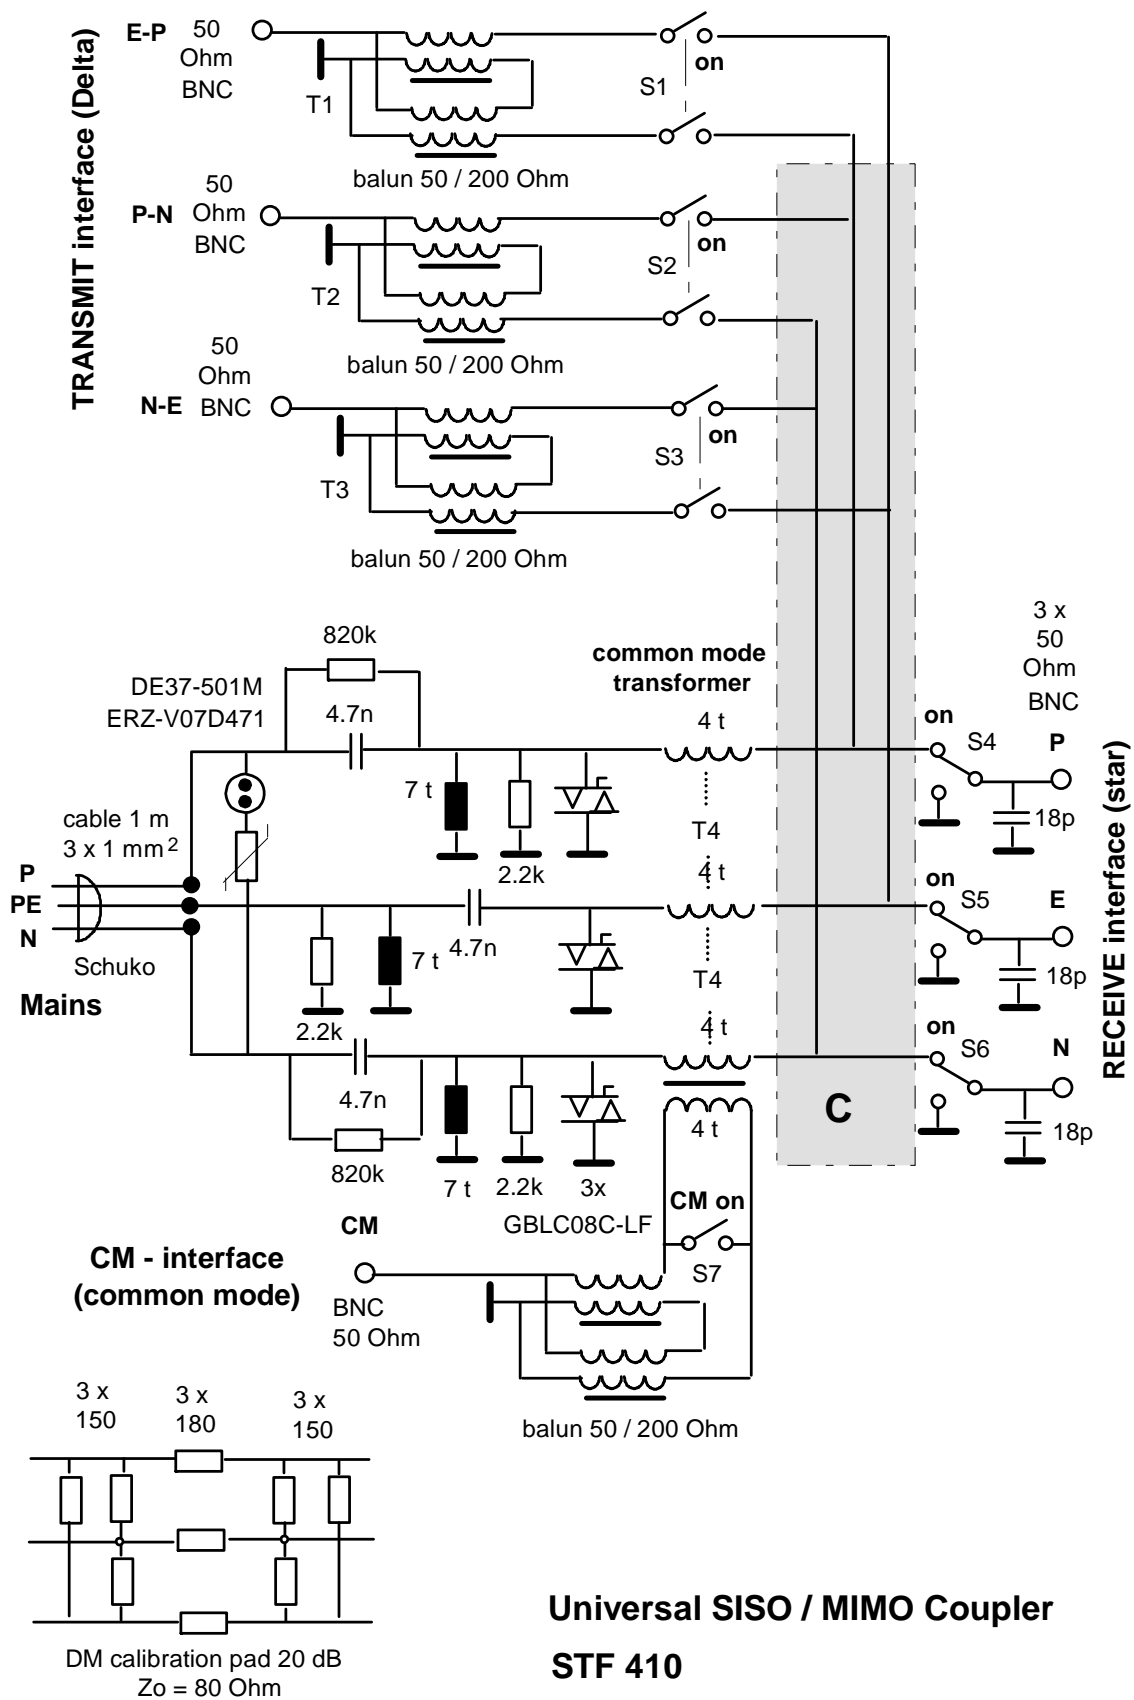 TRANSMIT interface (Delta)
E-P
50
Ohm
BNC
T1
S1
on
balun 50 / 200 Ohm
P-N
50
Ohm
BNC
T2
S2
on
balun 50 / 200 Ohm
N-E
50
Ohm
BNC
T3
S3
on
balun 50 / 200 Ohm
820k
DE37-501M
ERZ-V07D471
4.7n
common mode
transformer
4 t
3 x
50
Ohm
BNC
on
S4
P
18p
RECEIVE interface (star)
7 t
2.2k
T4
4 t
cable 1 m
3 x 1 mm²
P
PE
N
Schuko
Mains
2.2k
7 t
4.7n
T4
4 t
on
S5
E
18p
on
S6
N
18p
4.7n
820k
7 t
2.2k
3x
GBLC08C-LF
4 t
C
CM on
S7
CM
CM - interface
(common mode)
BNC
50 Ohm
balun 50 / 200 Ohm
3 x
150
3 x
180
3 x
150
DM calibration pad 20 dB
Zo = 80 Ohm
Universal SISO / MIMO Coupler
STF 410